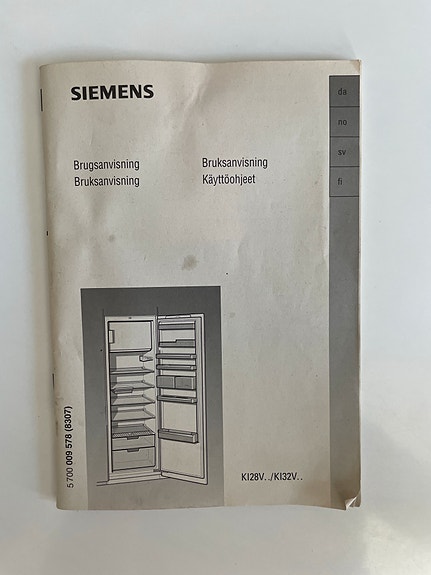 SIEMENS
da
no
sv
fi
Brugsanvisning
Bruksanvisning
Bruksanvisning
Käyttöohjeet
5 700 009 578 (8307)
KI28V../KI32V..